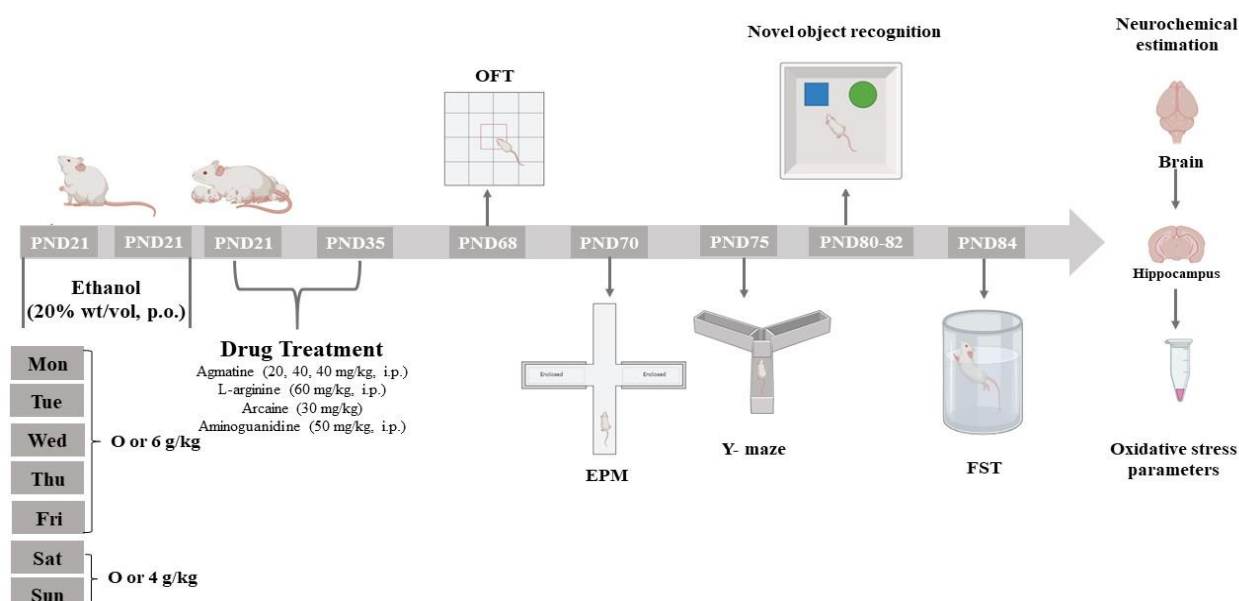 Novel object recognition
Neurochemical
estimation
OFT
Brain
PND21
PND21
PND21
PND35
PND68
PND70
PND75
PND80-82
PND84
Hippocampus
Ethanol
(20% wt/vol, p.o.)
Drug Treatment
Agmatine (20, 40, 40 mg/kg, i.p.)
L-arginine (60 mg/kg, i.p.)
Arcaine (30 mg/kg)
Aminoguanidine (50 mg/kg, i.p.)
Enclosed
Enclosed
EPM
Y- maze
FST
Oxidative stress
parameters
Mon
Tue
Wed
Thu
Fri
O or 6 g/kg
Sat
Sun
O or 4 g/kg